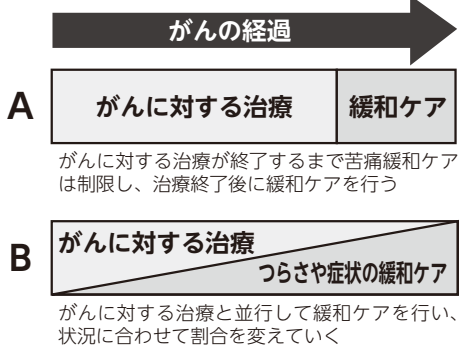 がんの経過
A
がんに対する治療
緩和ケア
がんに対する治療が終了するまで苦痛緩和ケア
は制限し、治療終了後に緩和ケアを行う
B
がんに対する治療
つらさや症状の緩和ケア
がんに対する治療と並行して緩和ケアを行い、
状況に合わせて割合を変えていく